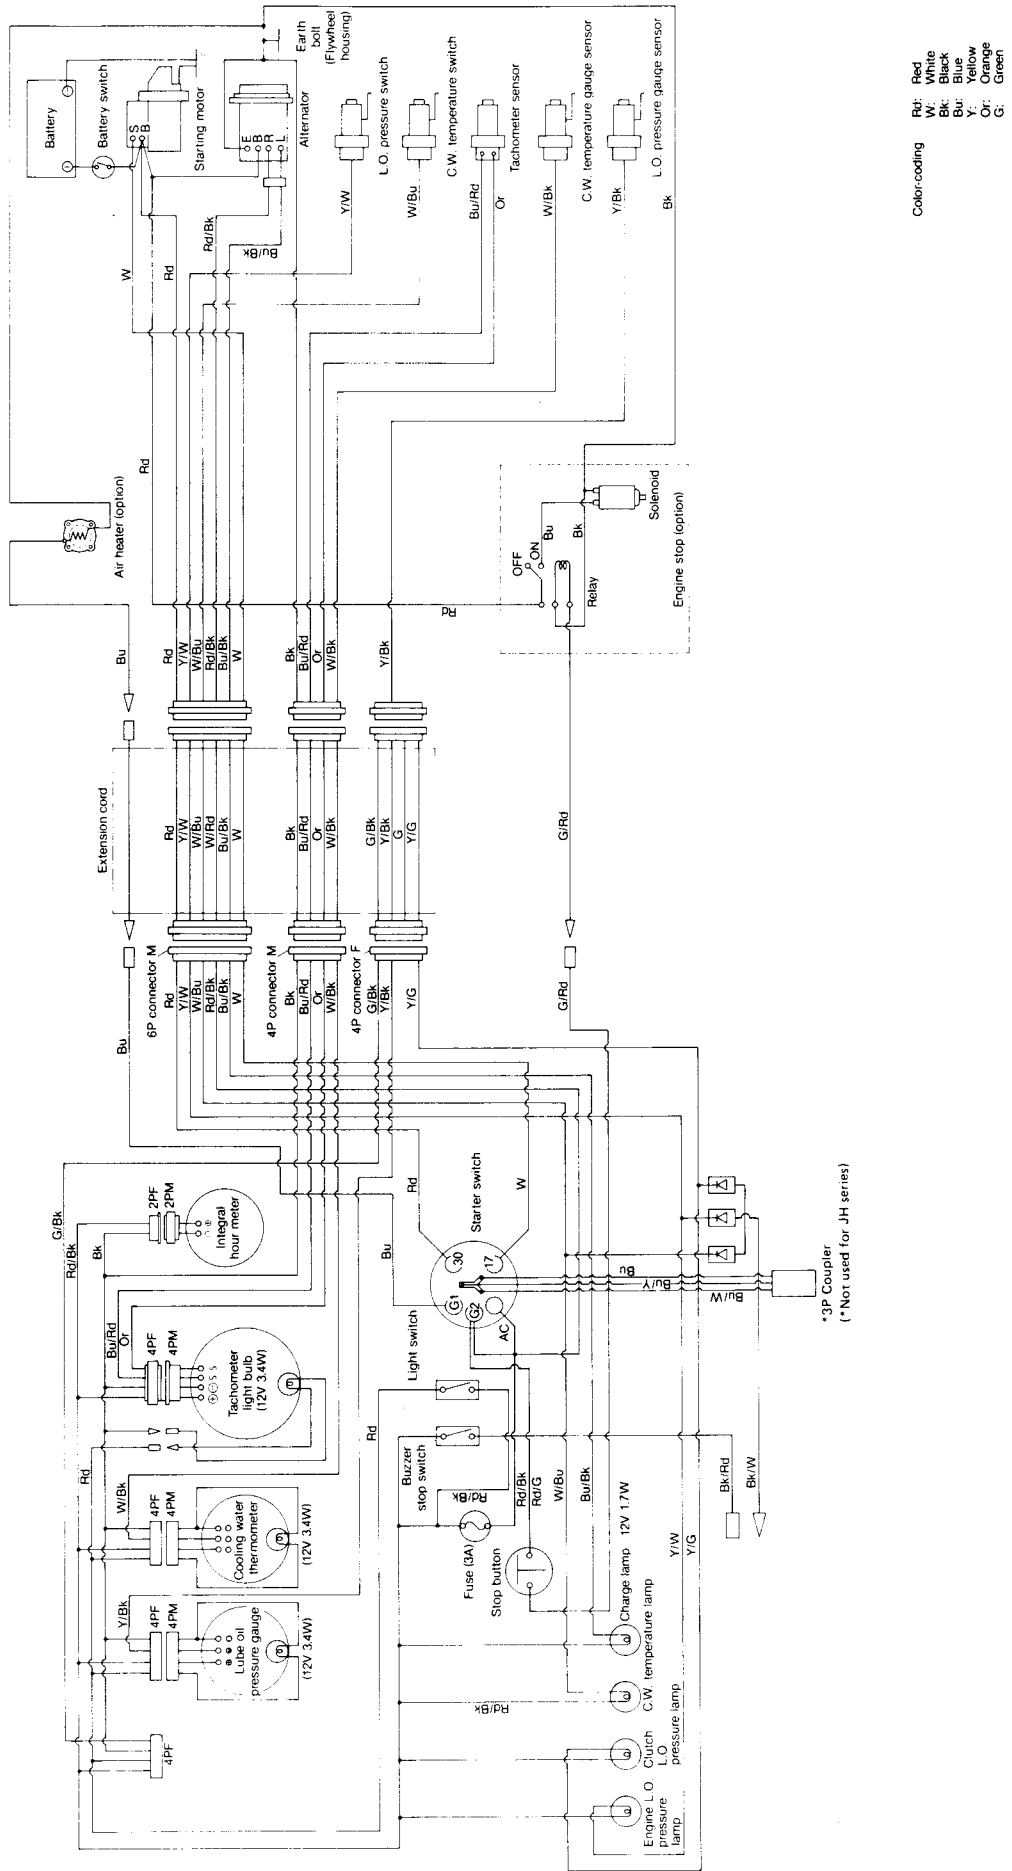 Battery
Battery switch
S
B
Starting motor
Earth
bolt
(Flywheel
housing)
E
B
R
L
Alternator
L.O. pressure switch
C.W. temperature switch
Tachometer sensor
C.W. temperature gauge sensor
L.O. pressure gauge sensor
Y/W
W/Bu
Bu/Rd
Or
W/Bk
Y/Bk
Bk
W
Rd
Rd/Bk
Bu/Bk
Rd
Air heater (option)
Bu
Rd
OFF
ON
Bu
Bk
Relay
Solenoid
Engine stop (option)
Rd
Y/W
W/Bu
Rd/Bk
Bu/Bk
W
Bk
Bu/Rd
Or
W/Bk
Y/Bk
Extension cord
Rd
Y/W
W/Bu
W/Rd
Bu/Bk
W
Bk
Bu/Rd
Or
W/Bk
G/Bk
Y/Bk
G
Y/G
G/Rd
6P connector M
4P connector M
4P connector F
Bu
Rd
Y/W
W/Bu
Rd/Bk
Bu/Bk
W
Bk
Bu/Rd
Or
W/Bk
G/Bk
Y/Bk
Y/G
G/Rd
G/Bk
Rd/Bk
Bk
2PF
2PM
Integral
hour meter
Bu/Rd
Or
4PF
4PM
S S
Tachometer
light bulb
(12V 3.4W)
Rd
W/Bk
4PF
4PM
Cooling water
thermometer
(12V 3.4W)
Y/Bk
4PF
4PM
Lube oil
pressure gauge
(12V 3.4W)
4PF
Bu
Rd
W
Starter switch
30
17
G1
G2
AC
Light switch
Rd
Buzzer
stop switch
Rd/Bk
Fuse (3A)
Stop button
Rd/Bk
Rd/G
W/Bu
Bu/Bk
Bu
Bu/Y
Bu/W
*3P Coupler
(*Not used for JH series)
Bk/Rd
Bk/W
Y/W
Y/G
Charge lamp 12V 1.7W
C.W. temperature lamp
Rd/Bk
Clutch
L.O
pressure lamp
Engine L.O.
pressure
lamp
Color-coding
Rd: Red
W: White
Bk: Black
Bu: Blue
Y: Yellow
Or: Orange
G: Green